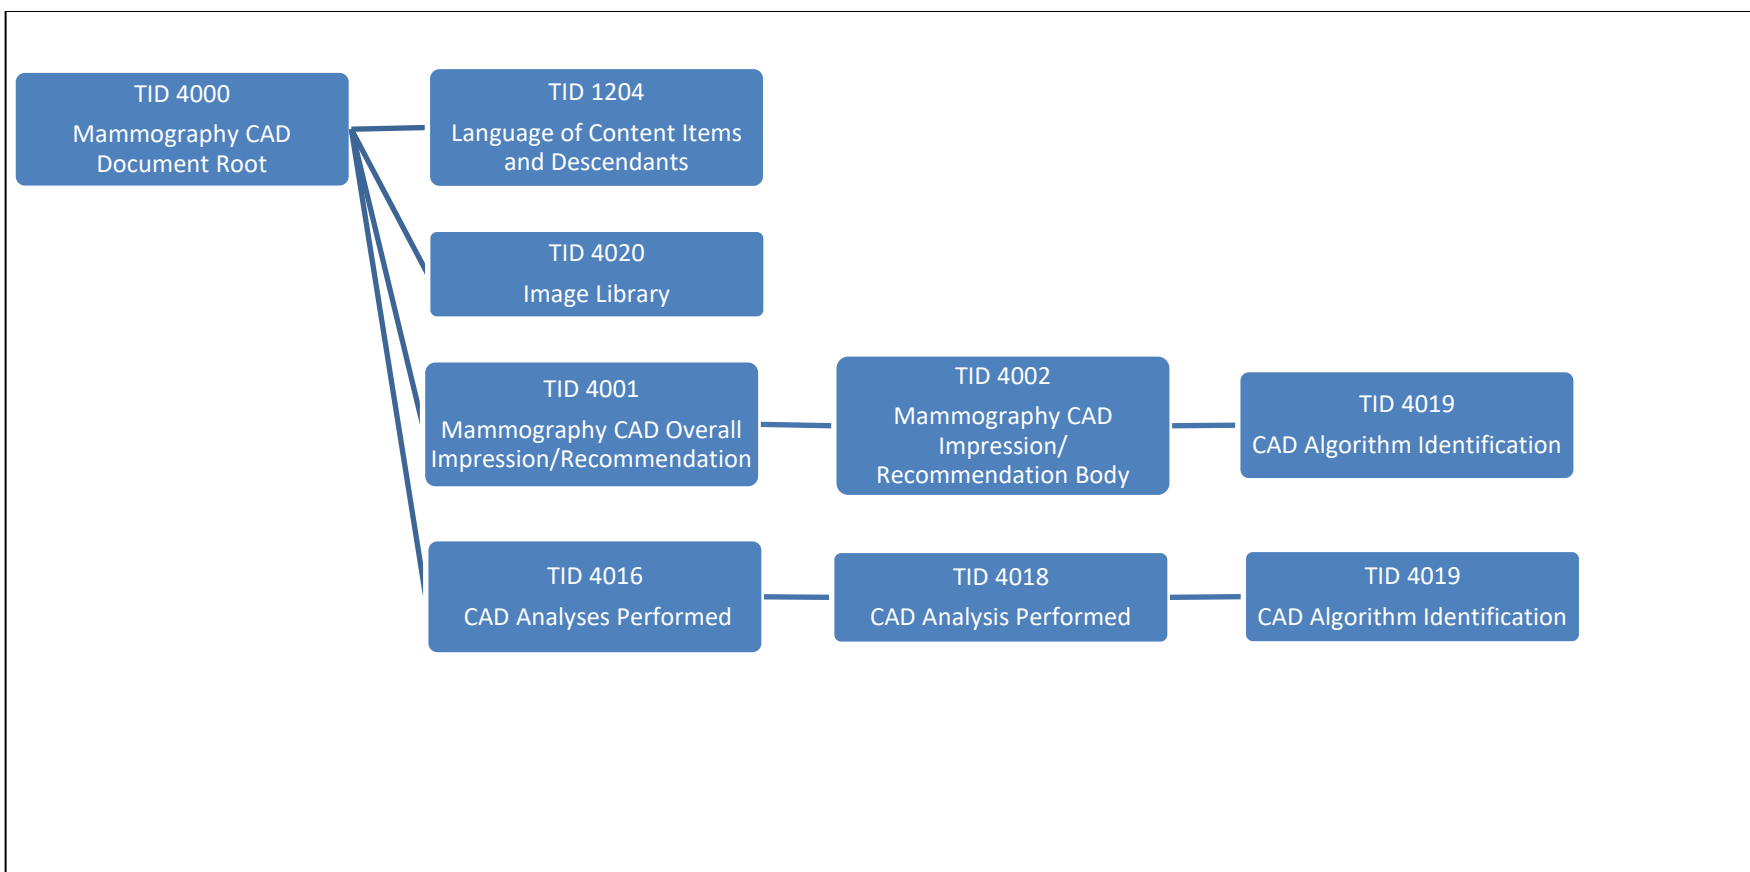 TID 4000
Mammography CAD
Document Root
TID 1204
Language of Content Items
and Descendants
TID 4020
Image Library
TID 4001
Mammography CAD Overall
Impression/Recommendation
TID 4002
Mammography CAD
Impression/
Recommendation Body
TID 4019
CAD Algorithm Identification
TID 4016
CAD Analyses Performed
TID 4018
CAD Analysis Performed
TID 4019
CAD Algorithm Identification